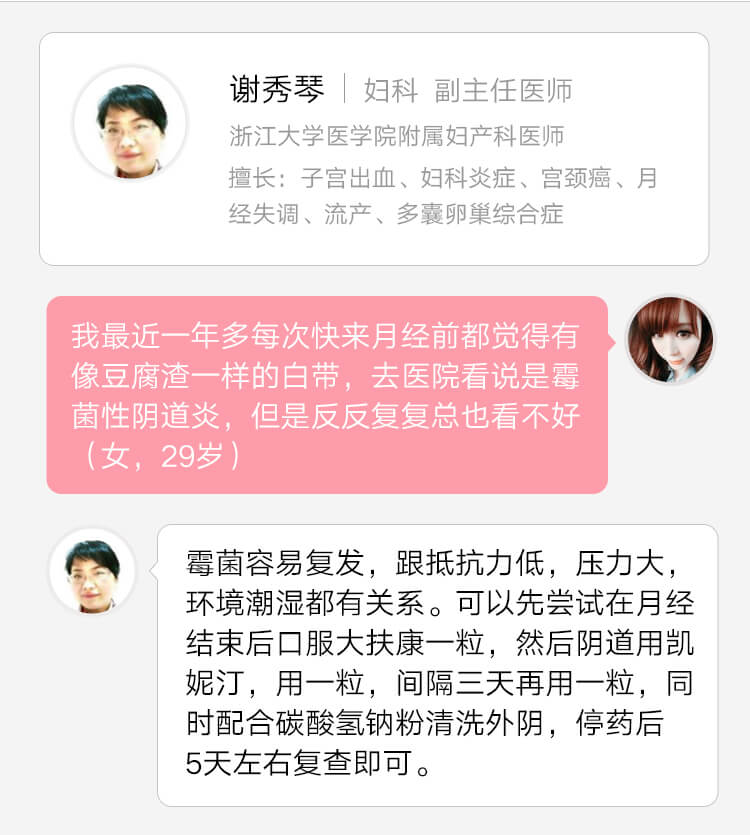 谢秀琴 | 妇科 副主任医师
浙江大学医学院附属妇产科医师
擅长：子宫出血、妇科炎症、宫颈癌、月
经失调、流产、多囊卵巢综合症
我最近一年多每次快来月经前都觉得有
像豆腐渣一样的白带，去医院看说是霉
菌性阴道炎，但是反反复复总也看不好
（女，29岁）
霉菌容易复发，跟抵抗力低，压力大，
环境潮湿都有关系。可以先尝试在月经
结束后口服大扶康一粒，然后阴道用凯
妮汀，用一粒，间隔三天再用一粒，同
时配合碳酸氢钠粉清洗外阴，停药后
5天左右复查即可。